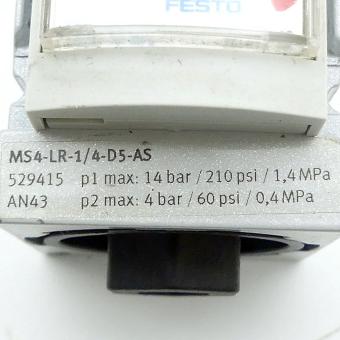 FESTO
MS4-LR-1/4-D5-AS
529415 p1 max: 14 bar / 210 psi / 1,4 MPa
AN43 p2 max: 4 bar / 60 psi / 0,4 MPa